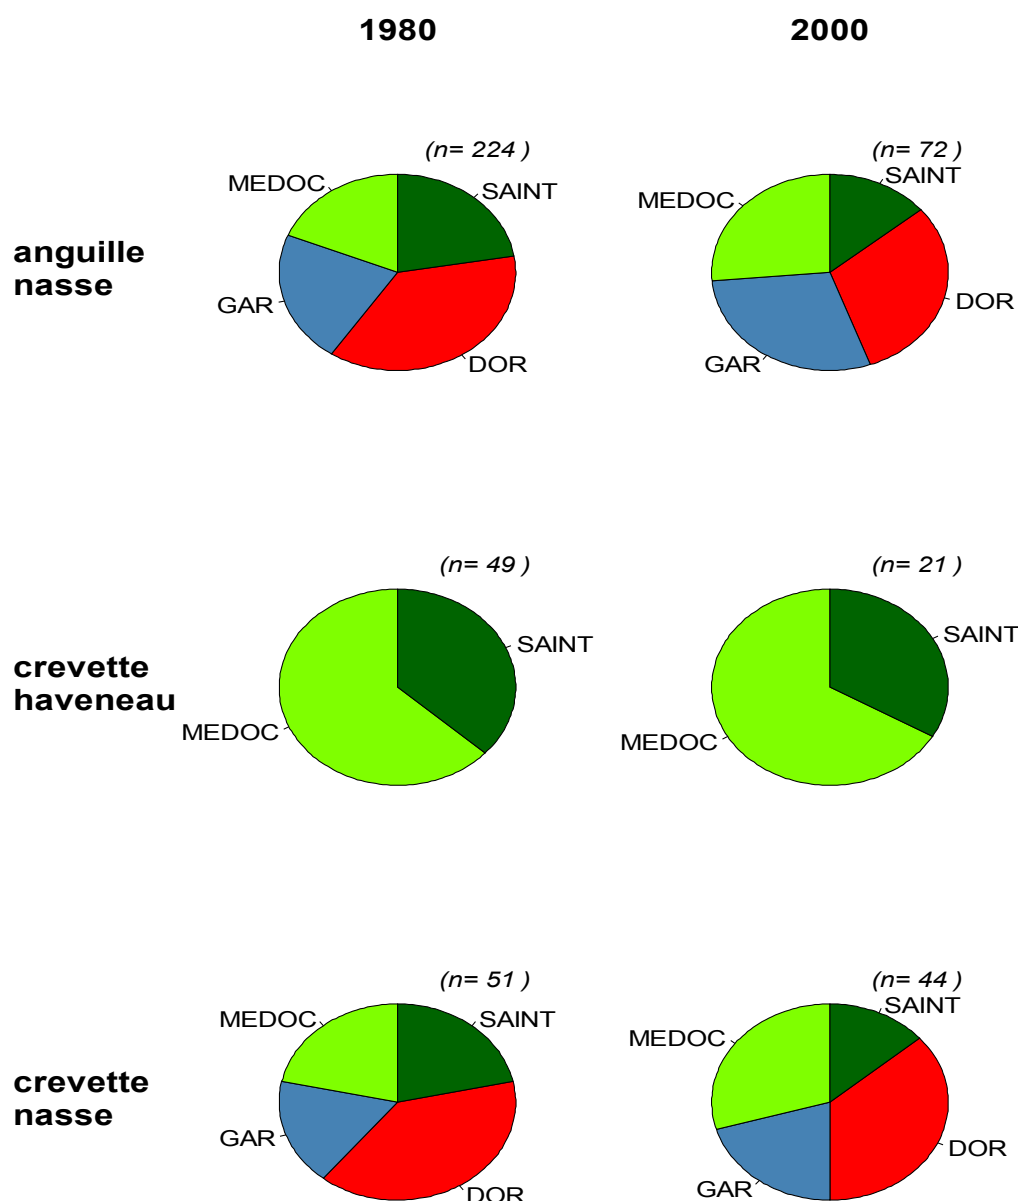 1980
2000
(n= 224 )
MEDOC
SAINT
GAR
DOR
(n= 72 )
SAINT
MEDOC
DOR
GAR
anguille
nasse
(n= 49 )
SAINT
MEDOC
(n= 21 )
SAINT
MEDOC
crevette
haveneau
(n= 51 )
MEDOC
SAINT
GAR
DOR
(n= 44 )
SAINT
MEDOC
DOR
GAR
crevette
nasse